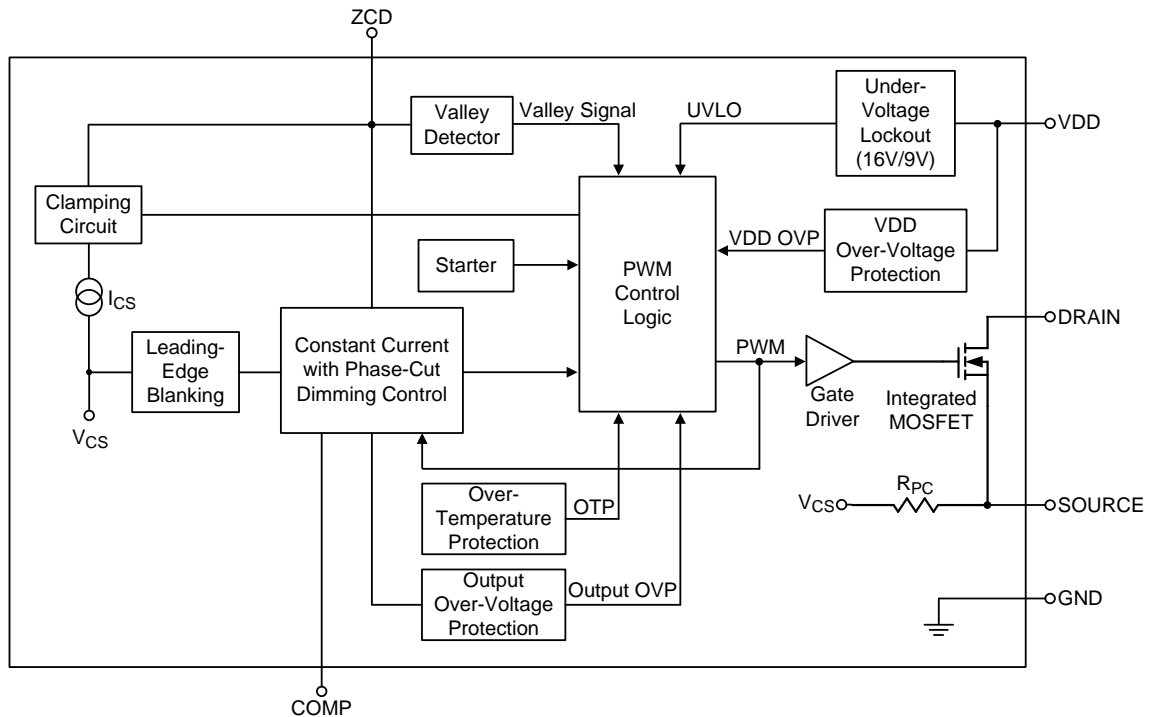 ZCD
Valley
Detector
Valley Signal
UVLO
Under-
Voltage
Lockout
(16V/9V)
VDD
Clamping
Circuit
Starter
PWM
Control
Logic
VDD OVP
VDD
Over-Voltage
Protection
ICS
Leading-
Edge
Blanking
Constant Current
with Phase-Cut
Dimming Control
PWM
Gate
Driver
Integrated
MOSFET
DRAIN
VCS
Over-
Temperature
Protection
OTP
VCS
RPC
SOURCE
Output
Over-Voltage
Protection
Output OVP
GND
COMP